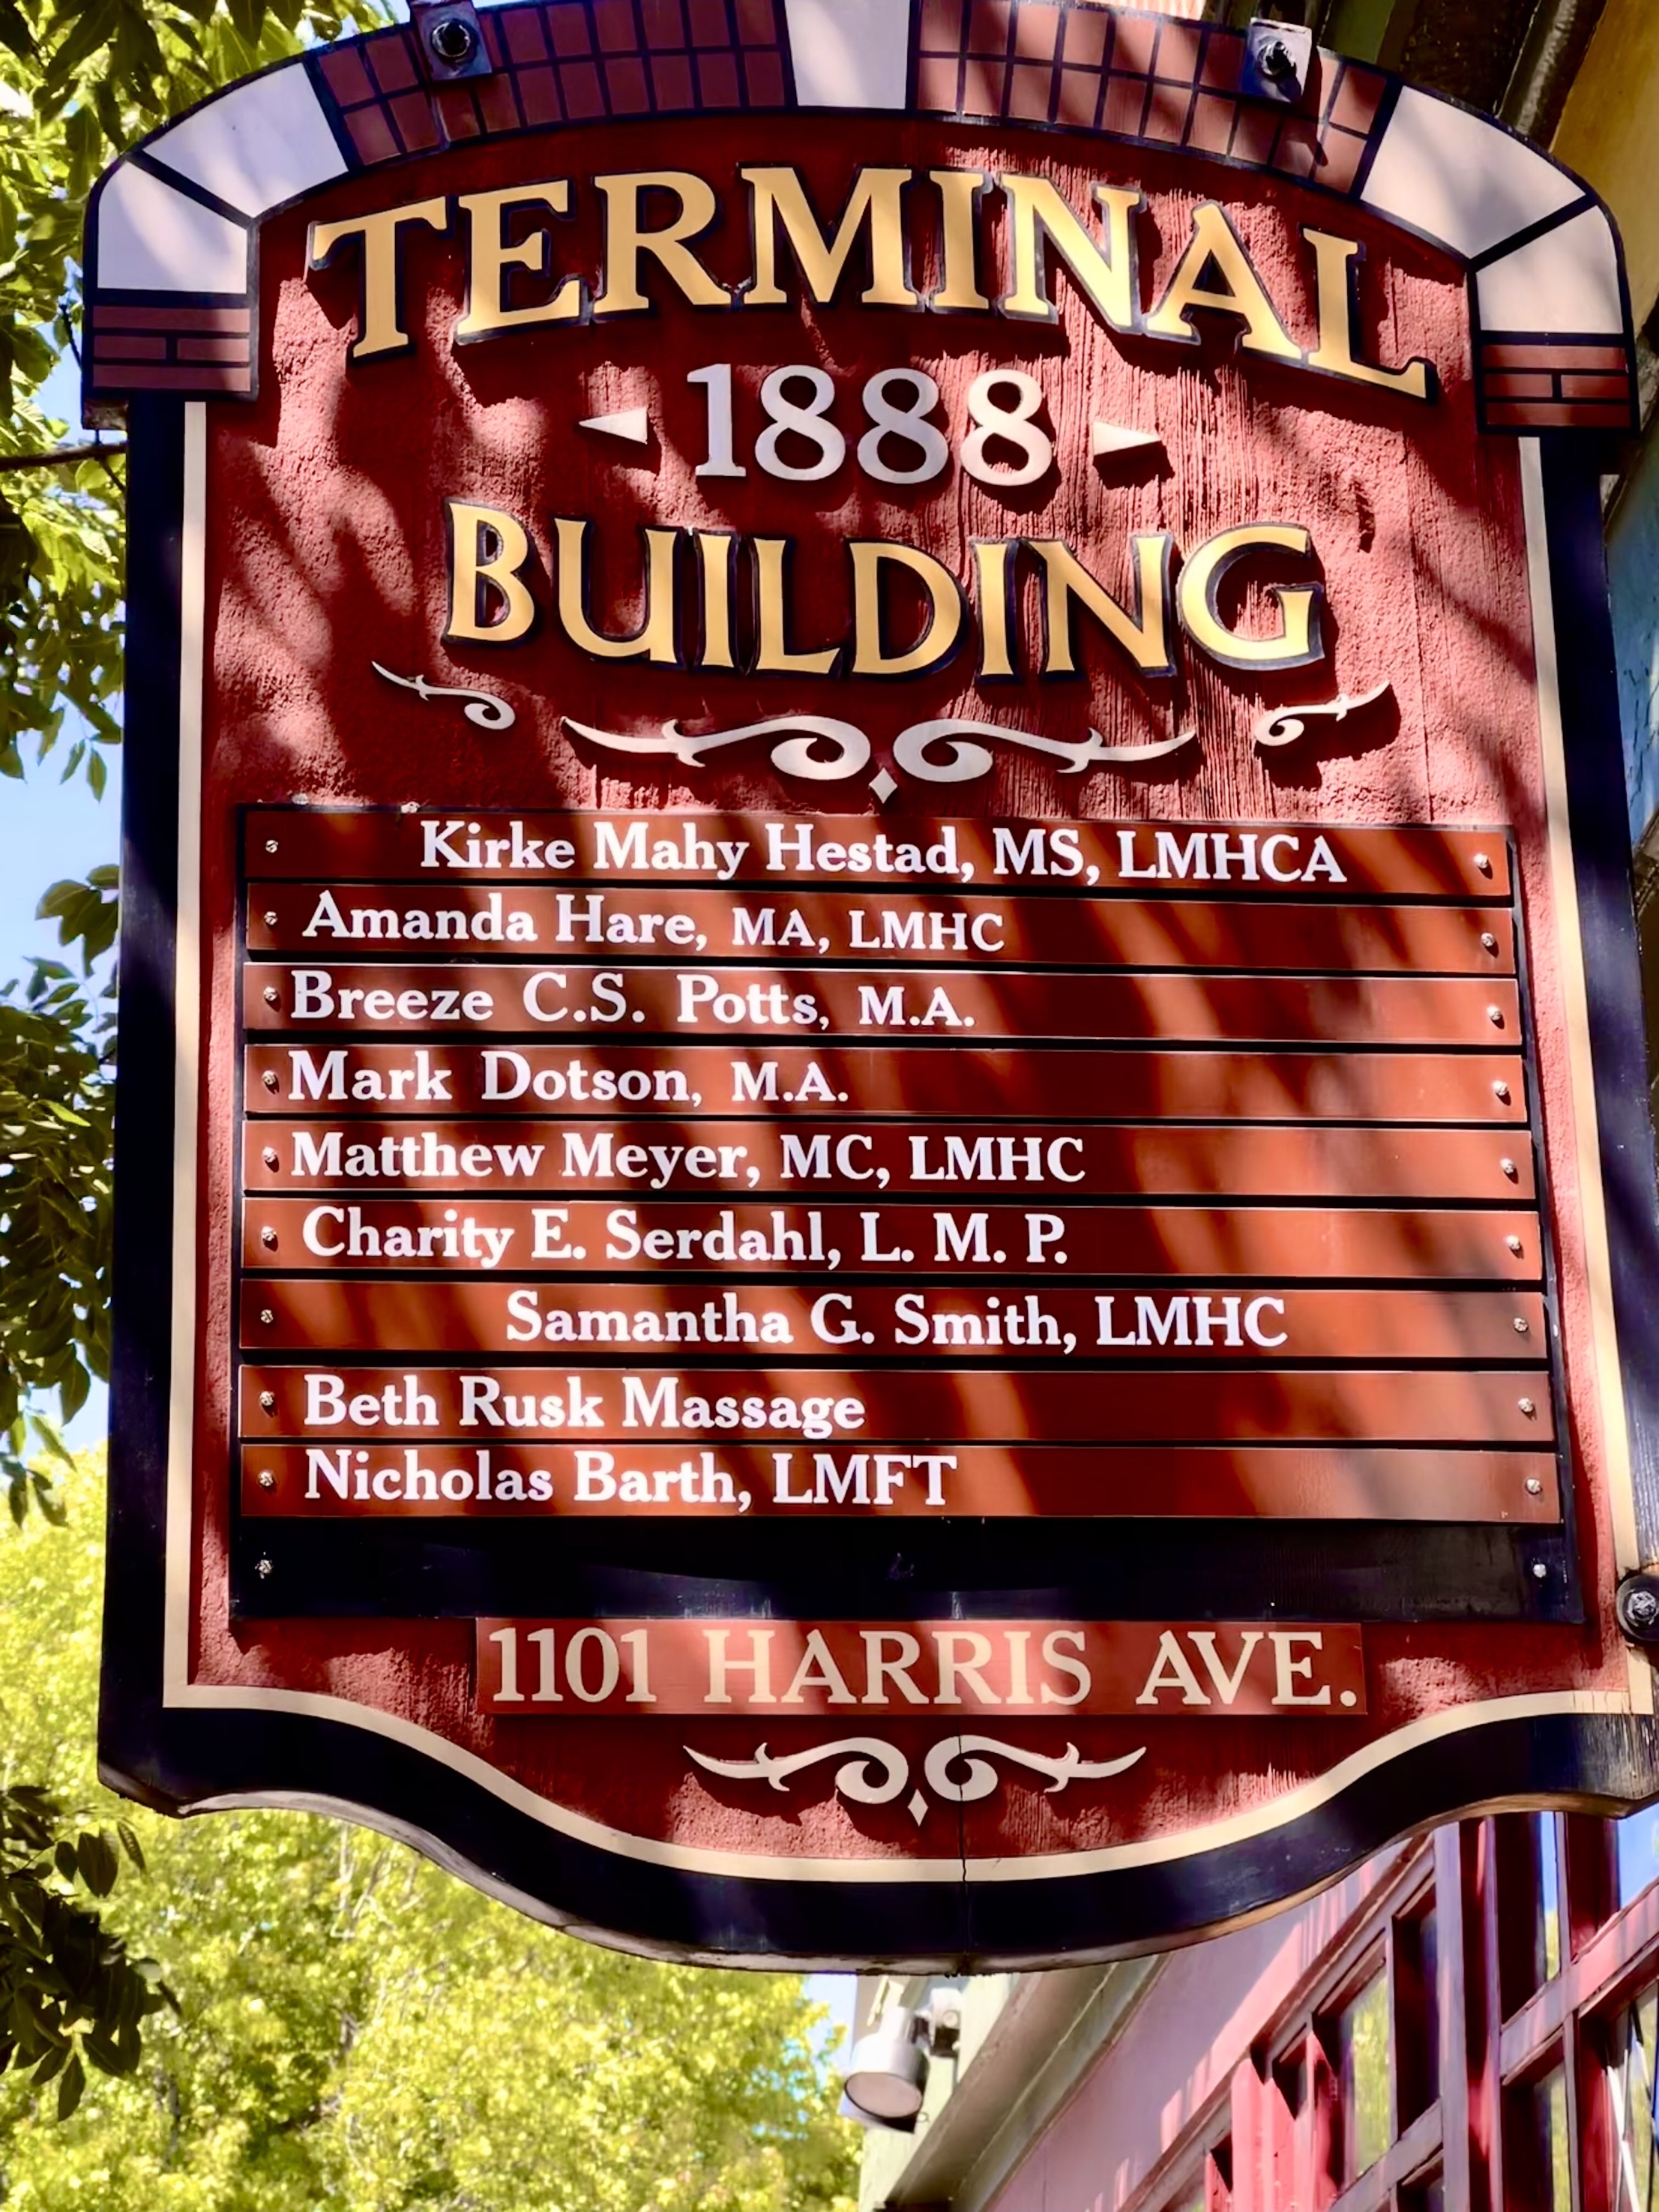 TERMINAL
1888
BUILDING
Kirke Mahy Hestad, MS, LMHCA
Amanda Hare, MA, LMHC
Breeze C.S. Potts, M.A.
Mark Dotson, M.A.
Matthew Meyer, MC, LMHC
Charity E. Serdahl, L. M. P.
Samantha G. Smith, LMHC
Beth Rusk Massage
Nicholas Barth, LMFT
1101 HARRIS AVE.